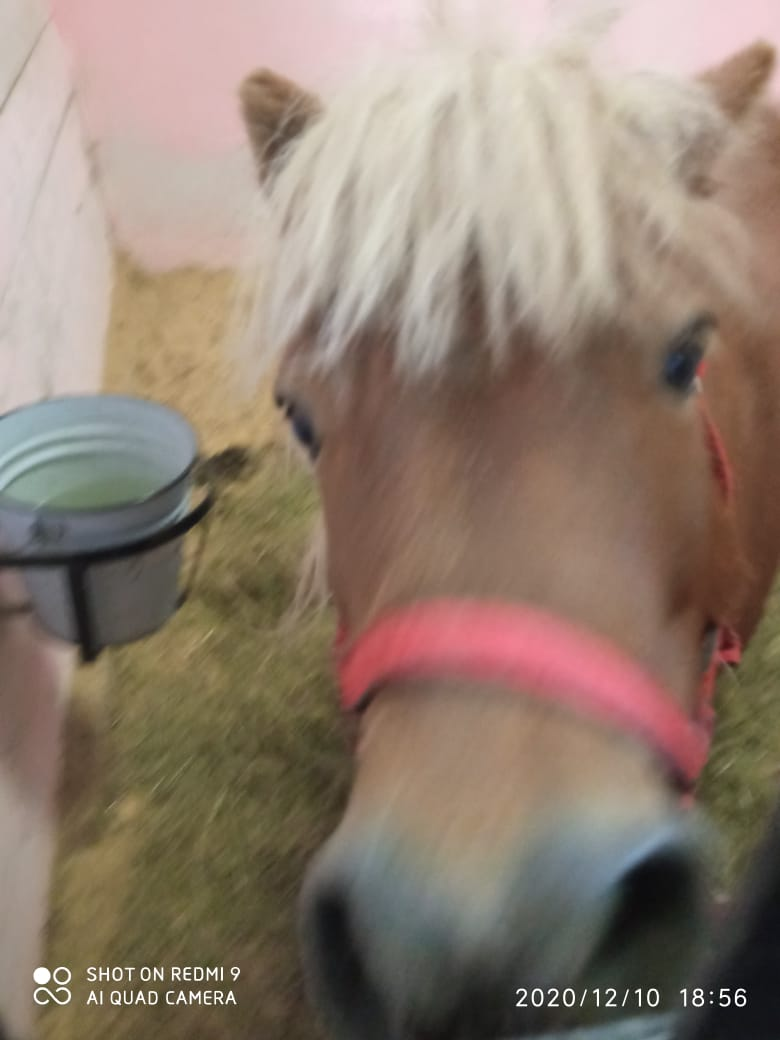 SHOT ON REDMI 9
AI QUAD CAMERA
2020/12/10 18:56